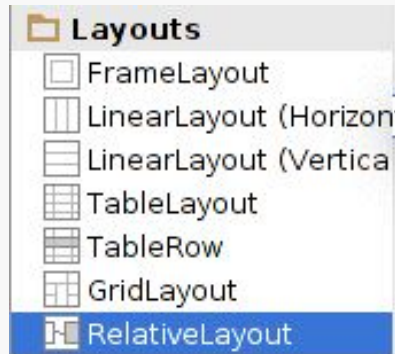 Layouts
FrameLayout
LinearLayout (Horizon
LinearLayout (Vertica
TableLayout
TableRow
GridLayout
RelativeLayout